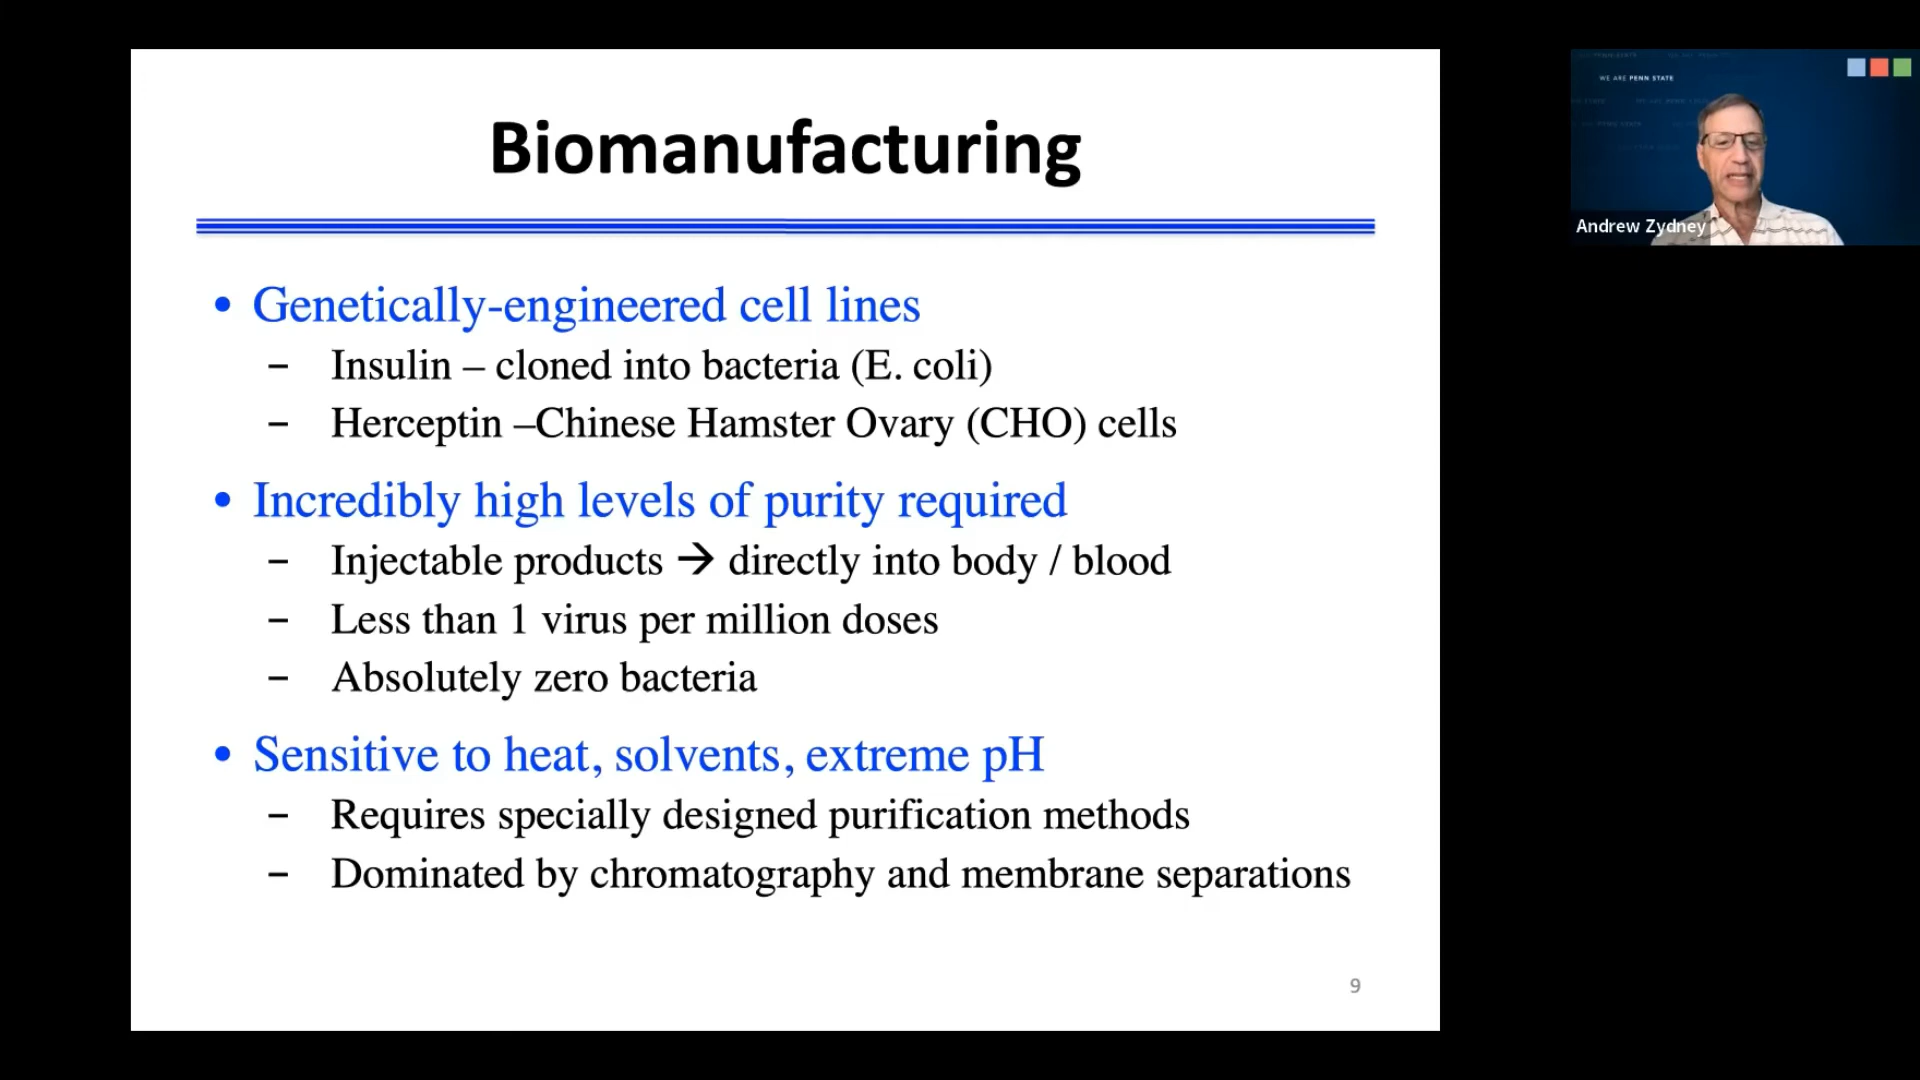 Biomanufacturing
• Genetically-engineered cell lines
– Insulin – cloned into bacteria (E. coli)
– Herceptin –Chinese Hamster Ovary (CHO) cells
• Incredibly high levels of purity required
– Injectable products → directly into body / blood
– Less than 1 virus per million doses
– Absolutely zero bacteria
• Sensitive to heat, solvents, extreme pH
– Requires specially designed purification methods
– Dominated by chromatography and membrane separations
9
WE ARE PENN STATE
Andrew Zydney